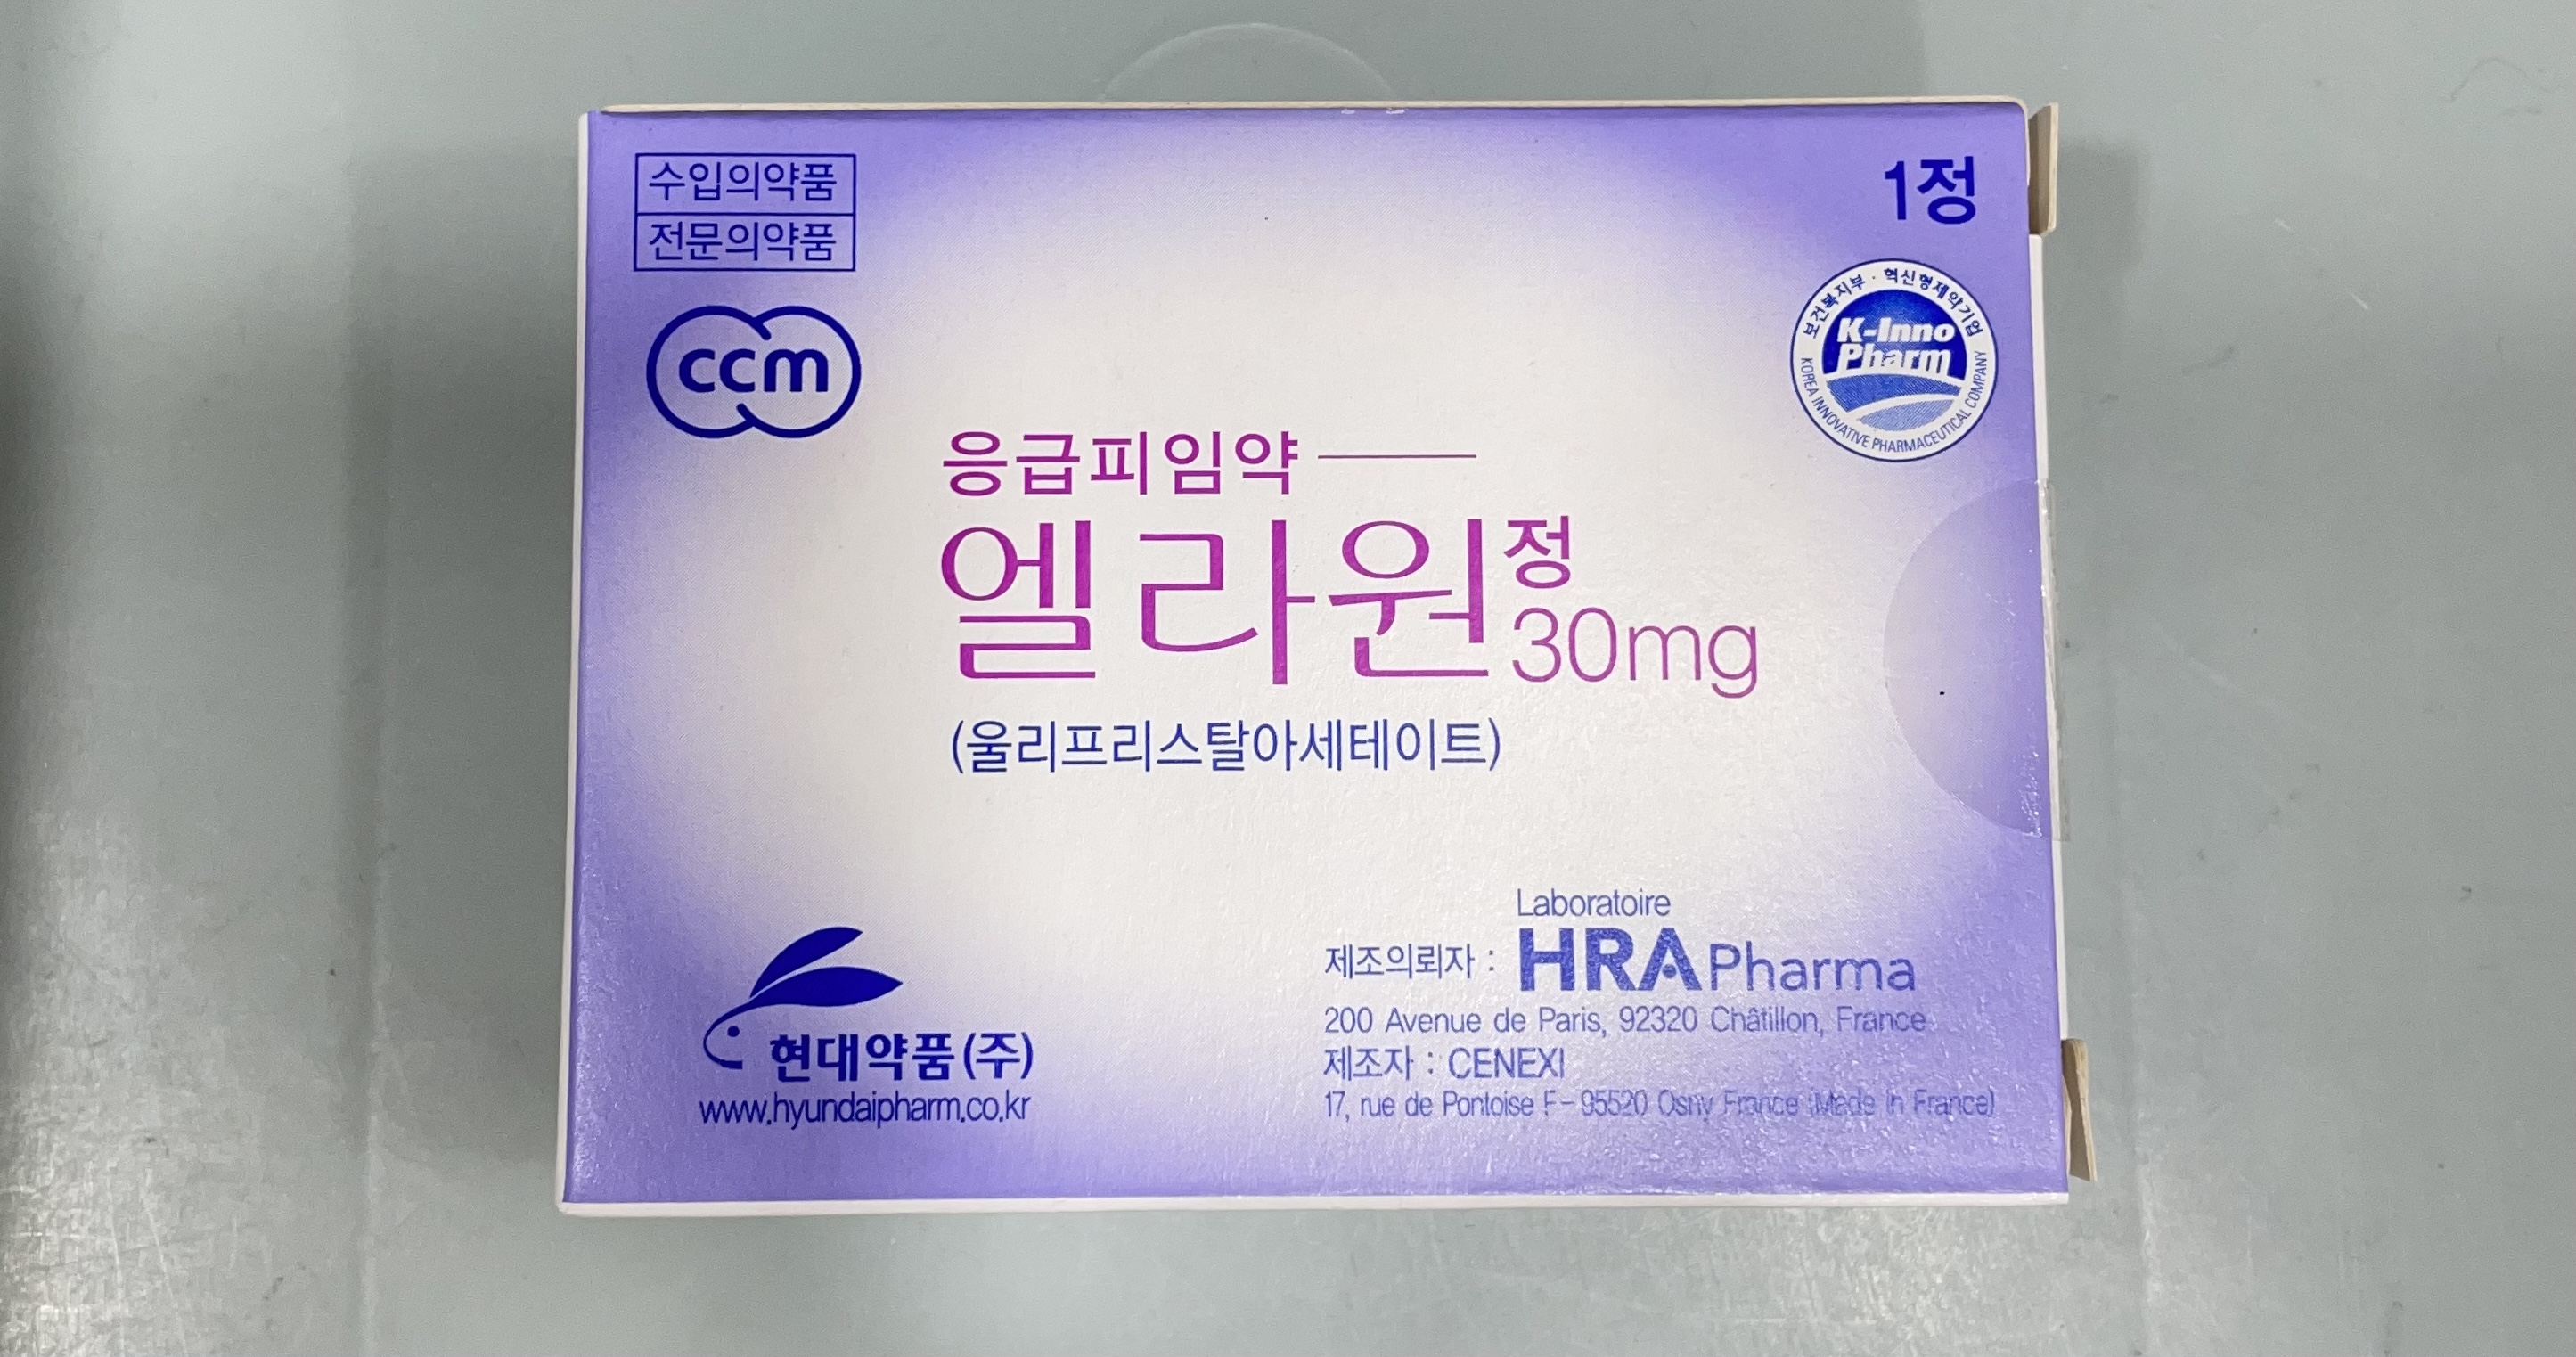 수입의약품
전문의약품
ccm
1정
보건복지부 · 혁신형제약기업
K-Inno
Pharm
KOREA INNOVATIVE PHARMACEUTICAL COMPANY
응급피임약
엘라원정
30mg
(울리프리스탈아세테이트)
현대약품(주)
www.hyundaipharm.co.kr
Laboratoire
제조의뢰자 : HRA Pharma
200 Avenue de Paris, 92320 Châtillon, France
제조자 : CENEXI
17, rue de Pontoise F-95520 Osny France (Made in France)